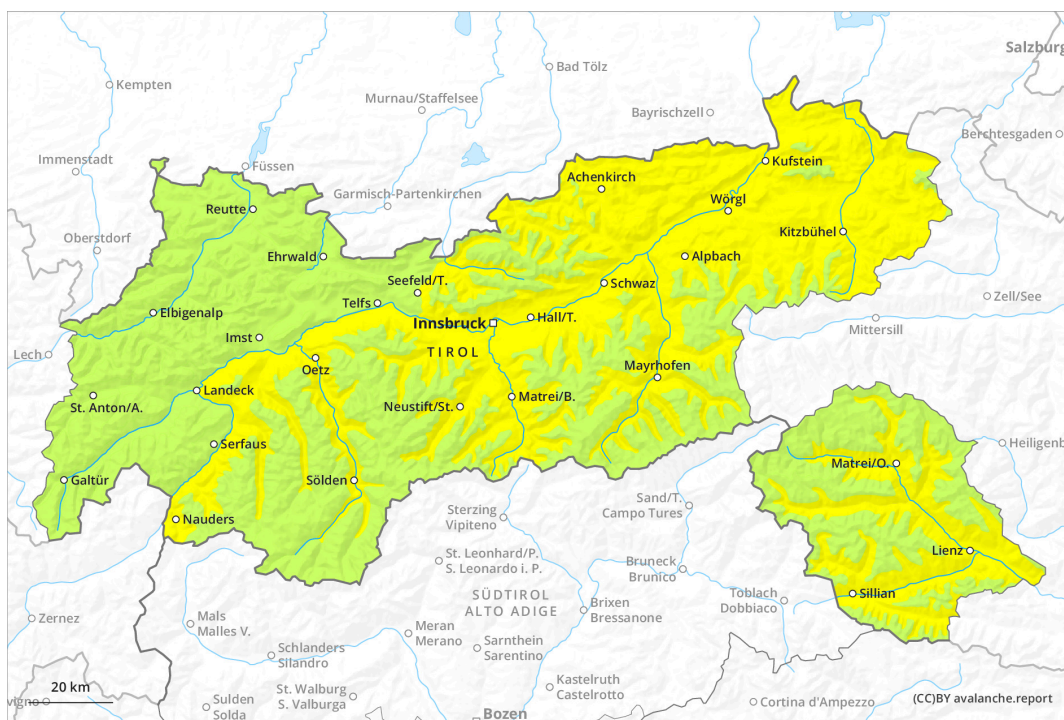 Salzburg
Bad Tölz
Kempten
Murnau/Staffelsee
Bayrischzell
Berchtesgaden
Immenstadt
Füssen
Kufstein
Achenkirch
Garmisch-Partenkirchen
Wörgl
Reutte
Kitzbühel
Oberstdorf
Ehrwald
Alpbach
Seefeld/T.
Schwaz
Zell/See
Telfs
Elbigenalp
Hall/T.
Innsbruck
Mittersill
Imst
TIROL
Lech
Oetz
Mayrhofen
Landeck
St. Anton/A.
Neustift/St.
Matrei/B.
Serfaus
Heiligenb
Matrei/O.
Galtür
Sölden
Sand/T.
Campo Tures
Sterzing
Vipiteno
Nauders
Lienz
St. Leonhard/P.
S. Leonardo i. P.
Bruneck
Brunico
SÜDTIROL
ALTO ADIGE
Sillian
Toblach
Dobbiaco
Brixen
Bressanone
Zernez
Mals
Malles V.
Meran
Merano
Sarnthein
Sarentino
Schlanders
Silandro
Kastelruth
Castelrotto
20 km
St. Walburg
S. Valburga
vigno
Sulden
Solda
Cortina d'Ampezzo
(CC)BY avalanche.report
Bozen